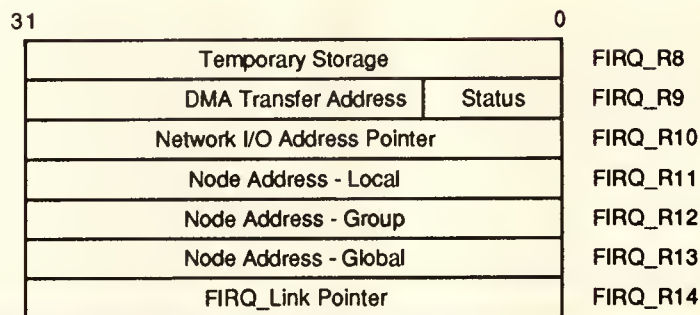 31 0
Temporary Storage FIRQ_R8
DMA Transfer Address Status FIRQ_R9
Network I/O Address Pointer FIRQ_R10
Node Address - Local FIRQ_R11
Node Address - Group FIRQ_R12
Node Address - Global FIRQ_R13
FIRQ_Link Pointer FIRQ_R14